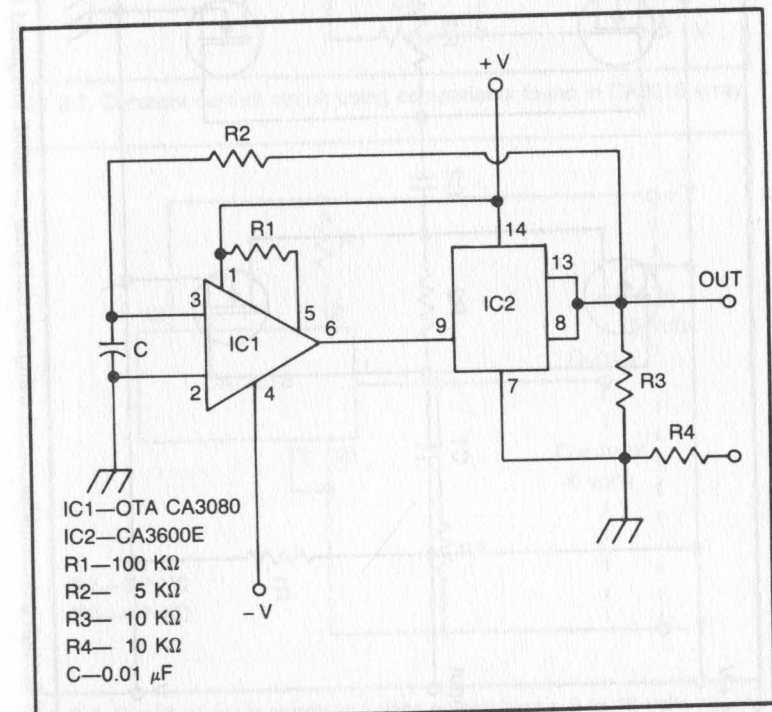 +V
R2
R1
14
1
3
5
6
13
OUT
9
IC1
IC2
8
C
2
4
7
R3
R4
-V
IC1—OTA CA3080
IC2—CA3600E
R1—100 KΩ
R2— 5 KΩ
R3— 10 KΩ
R4— 10 KΩ
C—0.01 μF